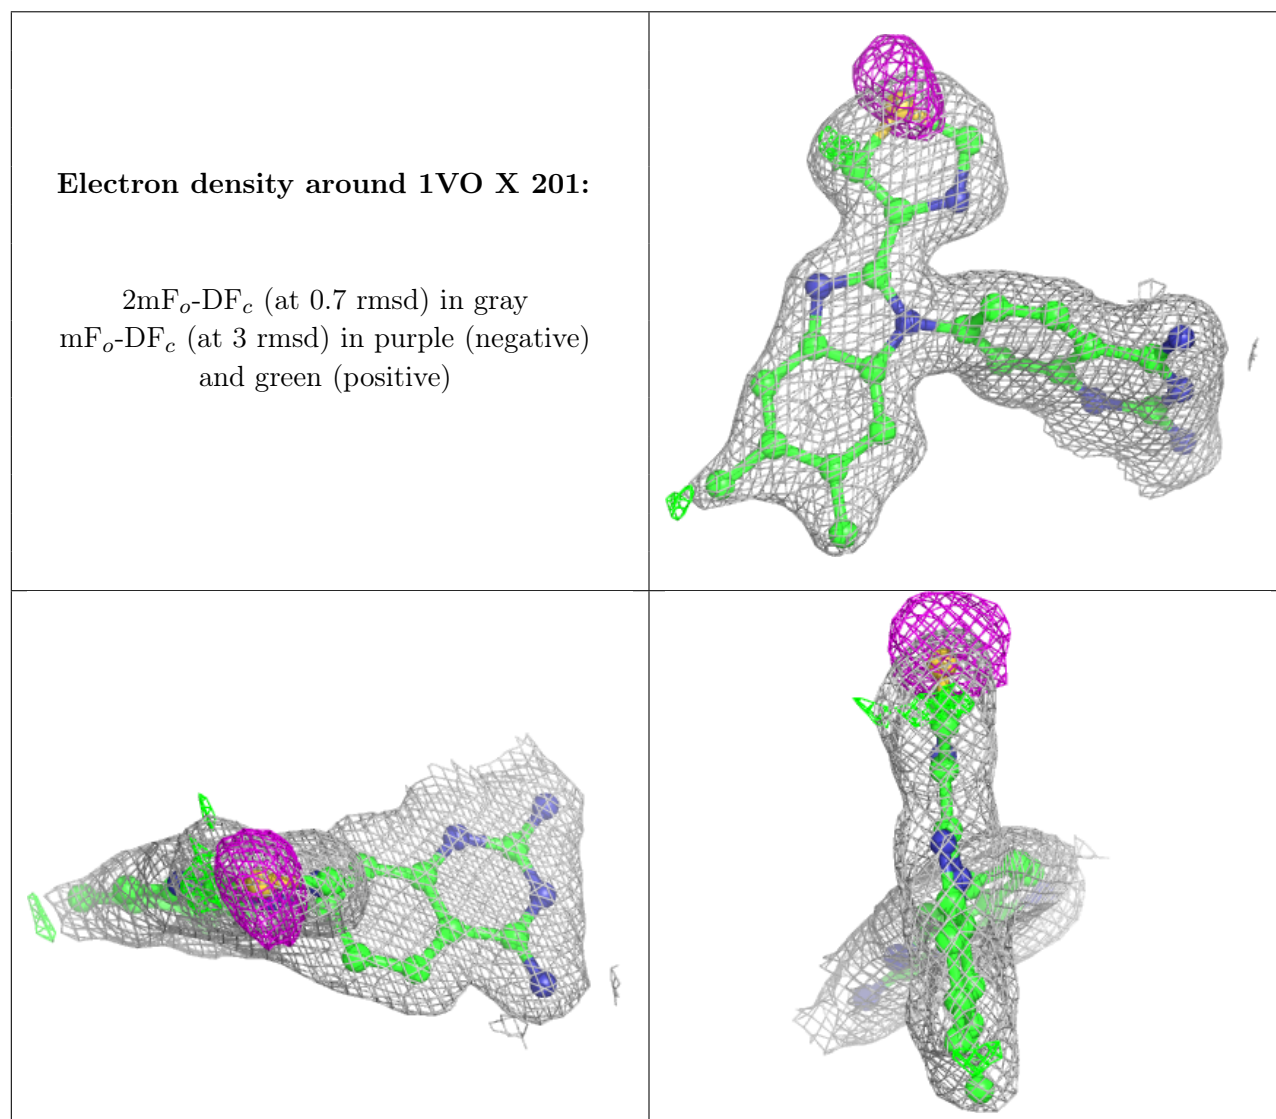 Electron density around 1VO X 201:
2mFₒ-DF𝒸 (at 0.7 rmsd) in gray
mFₒ-DF𝒸 (at 3 rmsd) in purple (negative)
and green (positive)